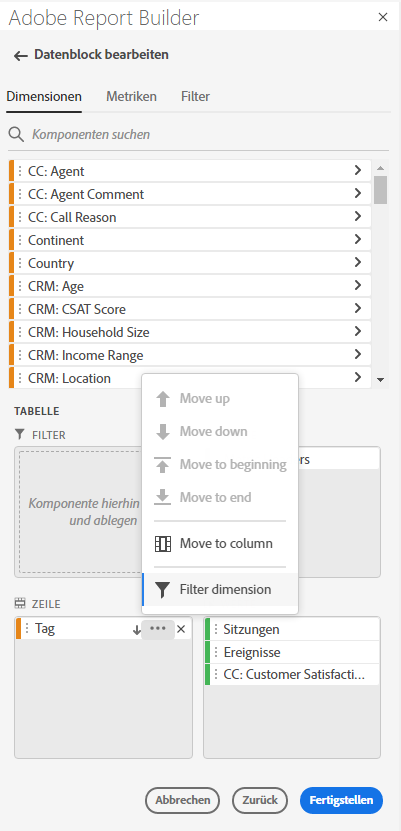 Adobe Report Builder
Datenblock bearbeiten
Dimensionen Metriken Filter
Komponenten suchen
CC: Agent
CC: Agent Comment
CC: Call Reason
Continent
Country
CRM: Age
CRM: CSAT Score
CRM: Household Size
CRM: Income Range
CRM: Location
TABELLE
FILTER
Komponente hierhin
und ablegen
Move up
Move down
Move to beginning
Move to end
Move to column
Filter dimension
ZEILE
Tag
Sitzungen
Ereignisse
CC: Customer Satisfacti...
Abbrechen Zurück Fertigstellen